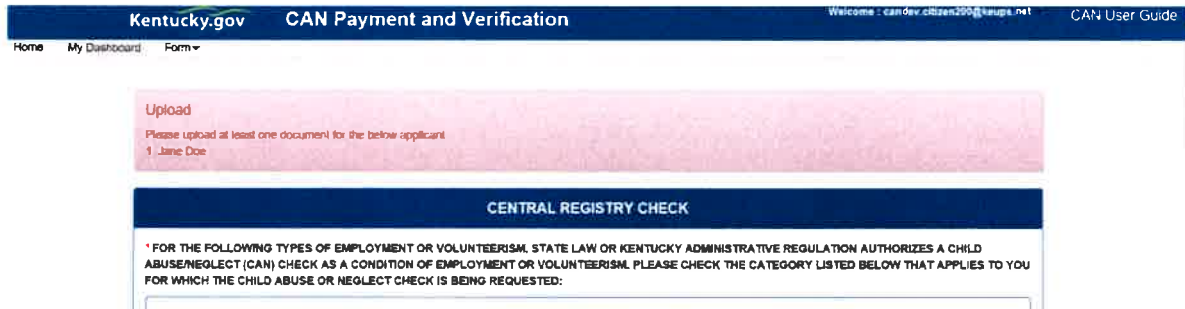 Kentucky.gov CAN Payment and Verification Welcome : candev.citizen200@keups.net CAN User Guide
Home My Dashboard Form
Upload
Please upload at least one document for the below applicant
1. Jane Doe
CENTRAL REGISTRY CHECK
* FOR THE FOLLOWING TYPES OF EMPLOYMENT OR VOLUNTEERISM, STATE LAW OR KENTUCKY ADMINISTRATIVE REGULATION AUTHORIZES A CHILD
ABUSE/NEGLECT (CAN) CHECK AS A CONDITION OF EMPLOYMENT OR VOLUNTEERISM. PLEASE CHECK THE CATEGORY LISTED BELOW THAT APPLIES TO YOU
FOR WHICH THE CHILD ABUSE OR NEGLECT CHECK IS BEING REQUESTED: